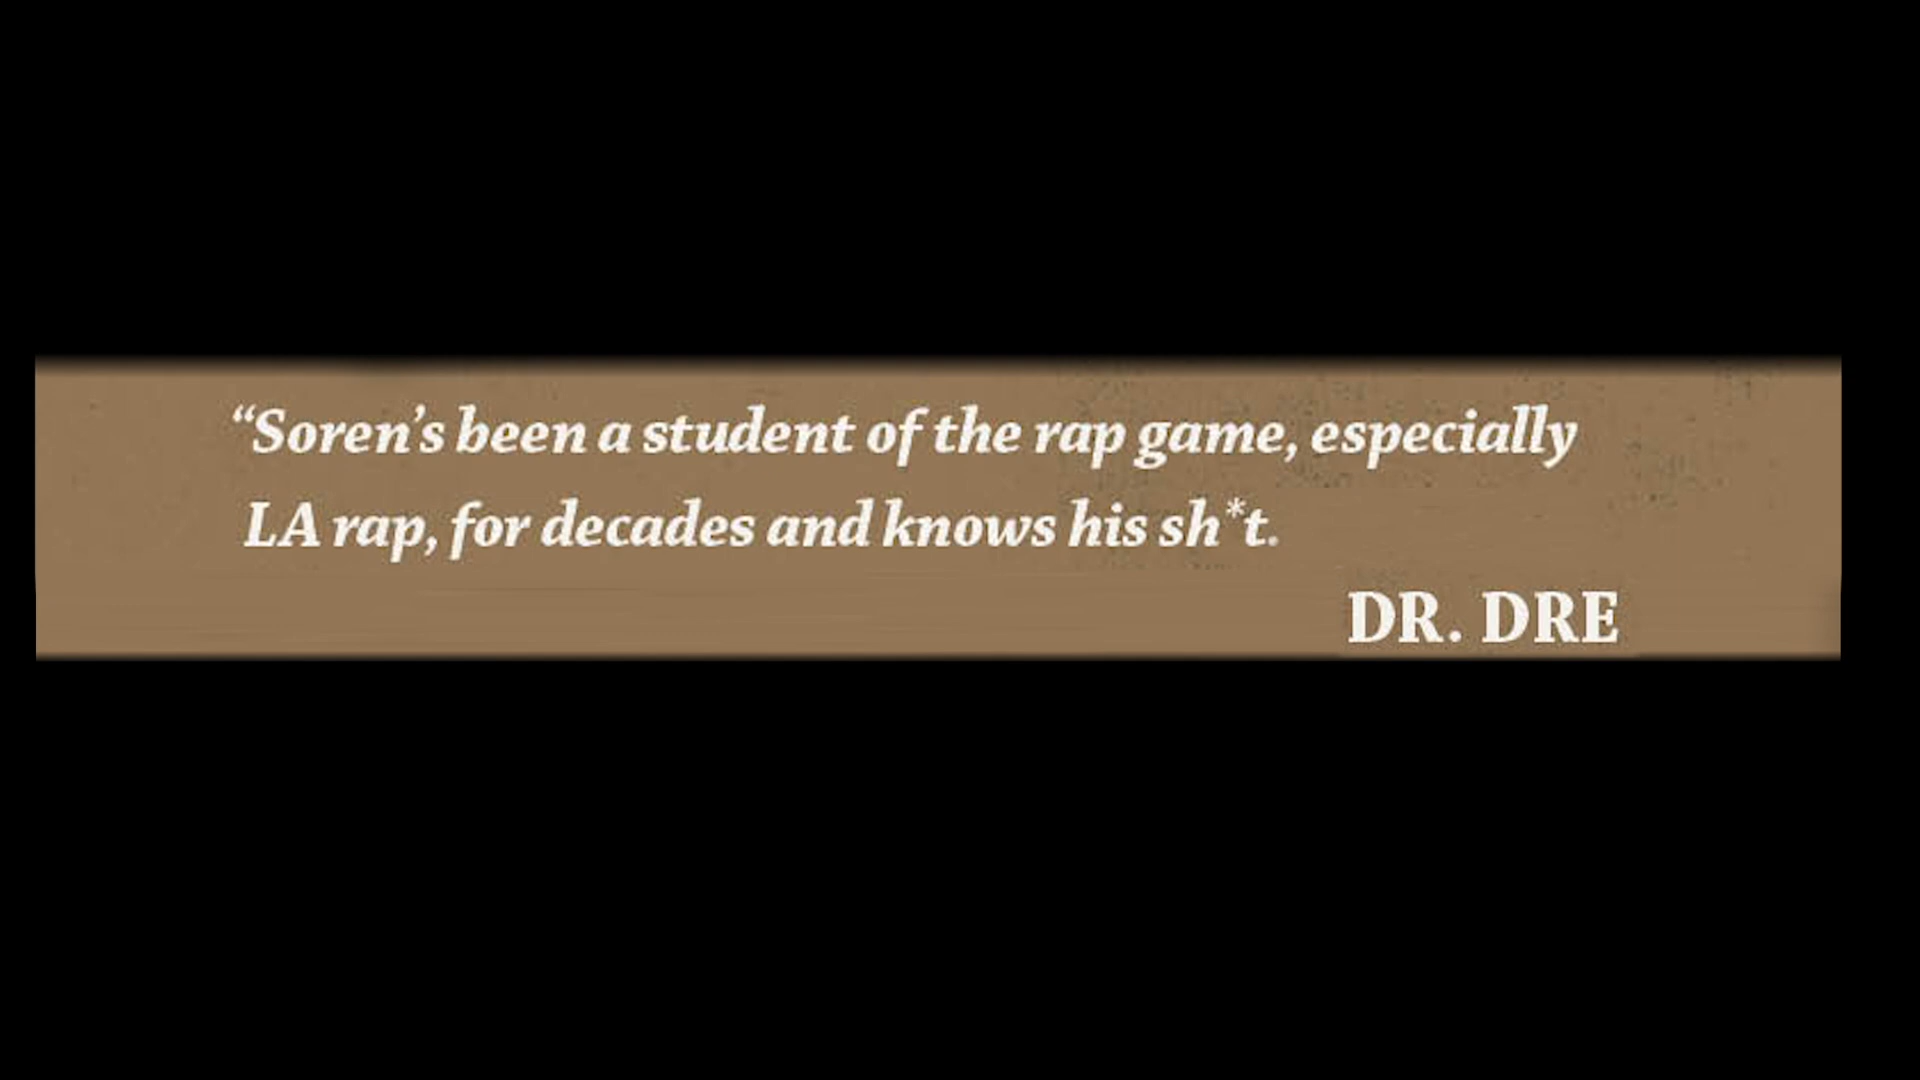 “Soren’s been a student of the rap game, especially
LA rap, for decades and knows his sh*t.
DR. DRE